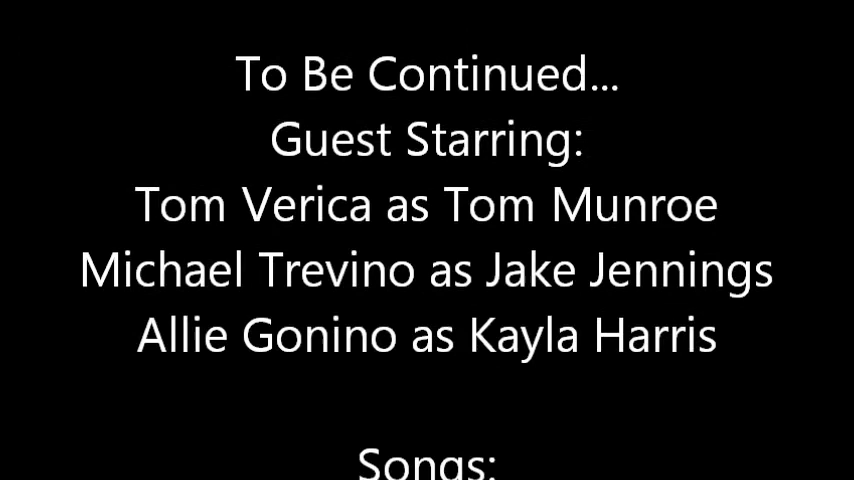 To Be Continued...
Guest Starring:
Tom Verica as Tom Munroe
Michael Trevino as Jake Jennings
Allie Gonino as Kayla Harris
Songs: